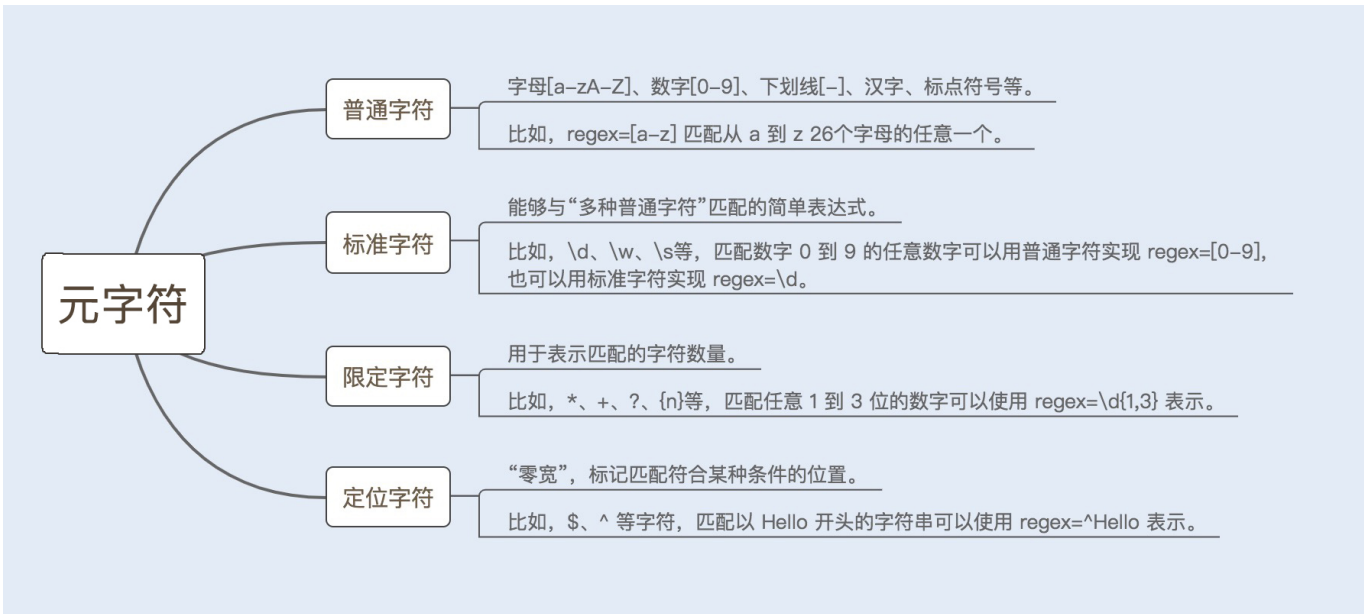 元字符
普通字符
字母[a-zA-Z]、数字[0-9]、下划线[-]、汉字、标点符号等。
比如，regex=[a-z] 匹配从 a 到 z 26个字母的任意一个。
标准字符
能够与“多种普通字符”匹配的简单表达式。
比如，\d、\w、\s等，匹配数字 0 到 9 的任意数字可以用普通字符实现 regex=[0-9]，
也可以用标准字符实现 regex=\d。
限定字符
用于表示匹配的字符数量。
比如，*、+、?、{n}等，匹配任意 1 到 3 位的数字可以使用 regex=\d{1,3} 表示。
定位字符
“零宽”，标记匹配符合某种条件的位置。
比如，$、^ 等字符，匹配以 Hello 开头的字符串可以使用 regex=^Hello 表示。